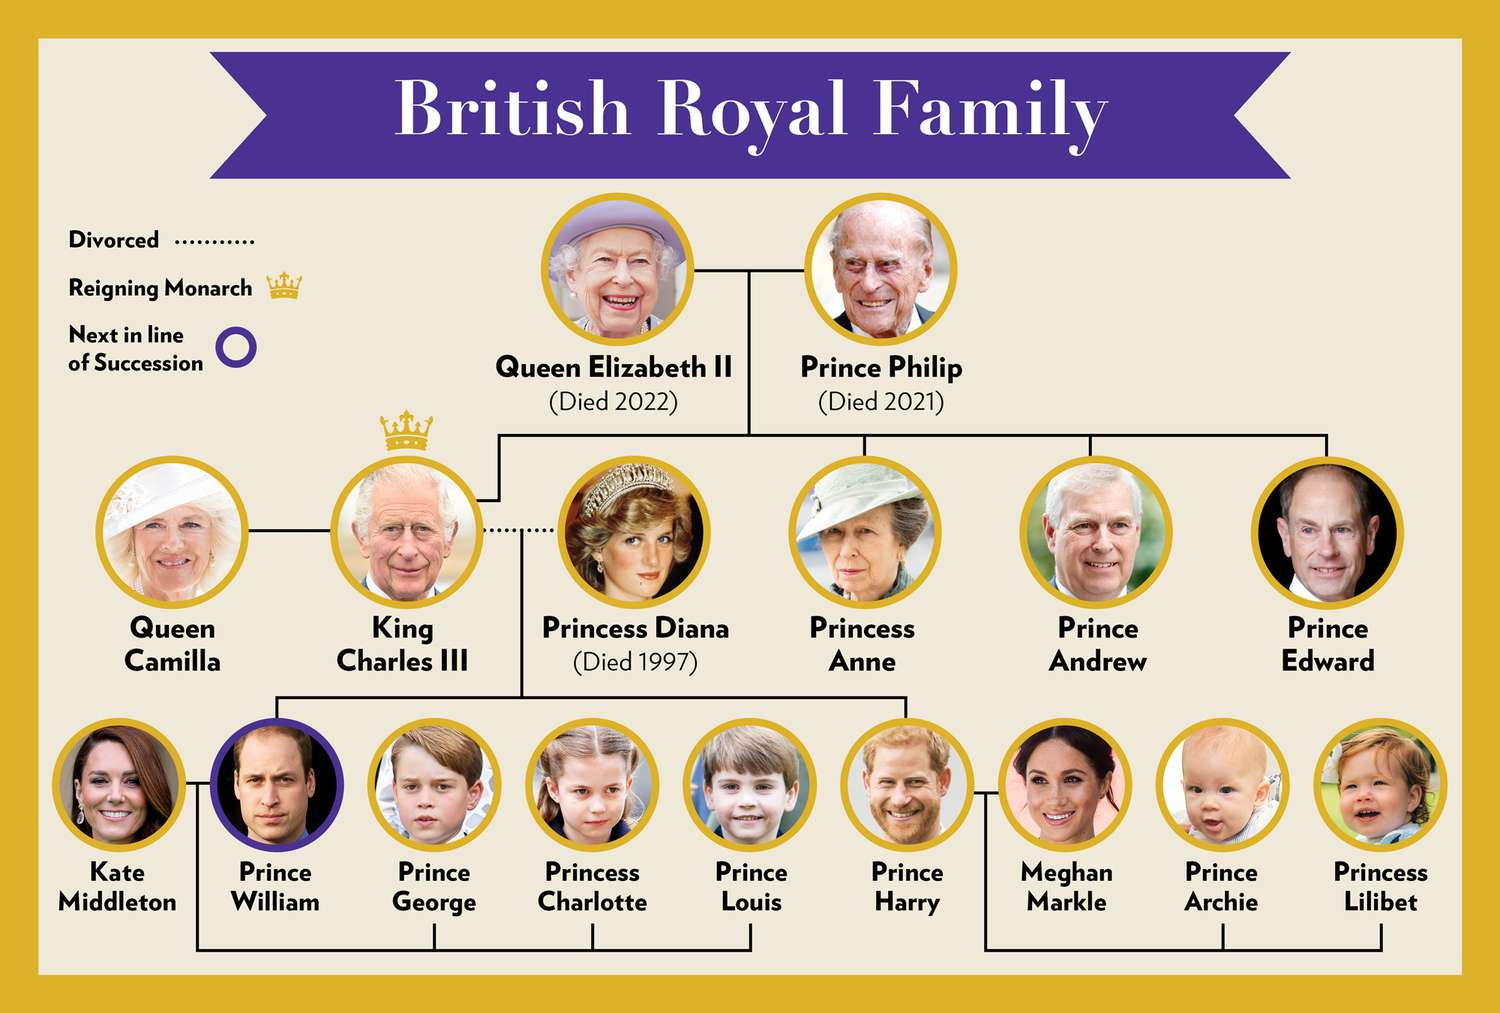 British Royal Family
Divorced
Reigning Monarch
Next in line
of Succession
Queen Elizabeth II
(Died 2022)
Prince Philip
(Died 2021)
Queen
Camilla
King
Charles III
Princess Diana
(Died 1997)
Princess
Anne
Prince
Andrew
Prince
Edward
Kate
Middleton
Prince
William
Prince
George
Princess
Charlotte
Prince
Louis
Prince
Harry
Meghan
Markle
Prince
Archie
Princess
Lilibet